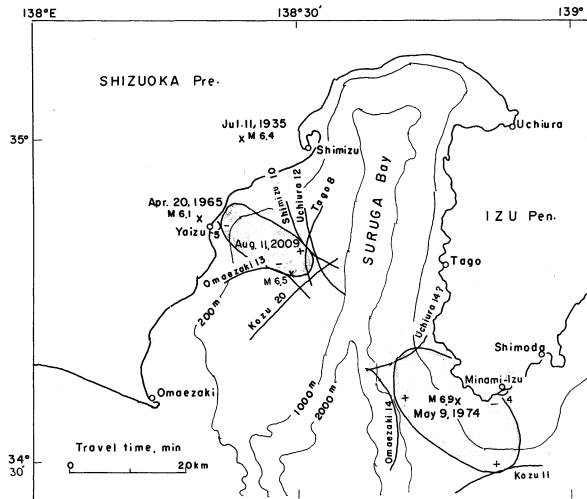 138°E
138°30
139°
SHIZUOKA Pre.
Jul. 11, 1935
x M 6,4
35°
Shimizu
Uchiura
Shimizu 10
Uchiura 12
Tago 8
SURUGA Bay
Apr. 20, 1965
M 6,1 x
Yaizu
5
-
IZU Pen.
Aug. 11, 2009
+
-
x
M 6,5
Omaezaki 13
Tago
Kozu 20
200 m
Uchiura 14?
Shimoda
Minami-Izu
4
Omaezaki
1000 m
2000 m
Omaezaki 14
+
M 6,9 x
-
May 9, 1974
Travel time, min
0 20km
34°
30'
+
Kozu 11